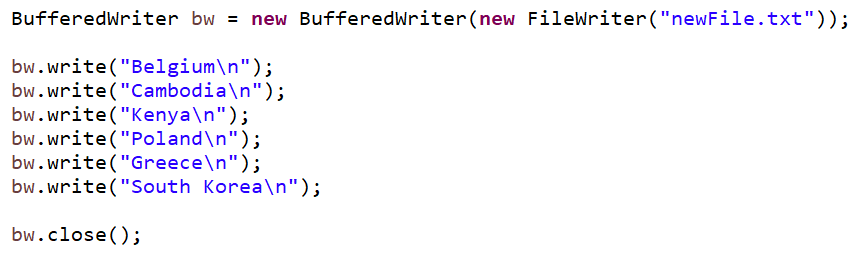 BufferedWriter bw = new BufferedWriter(new FileWriter("newFile.txt"));
bw.write("Belgium\n");
bw.write("Cambodia\n");
bw.write("Kenya\n");
bw.write("Poland\n");
bw.write("Greece\n");
bw.write("South Korea\n");
bw.close();